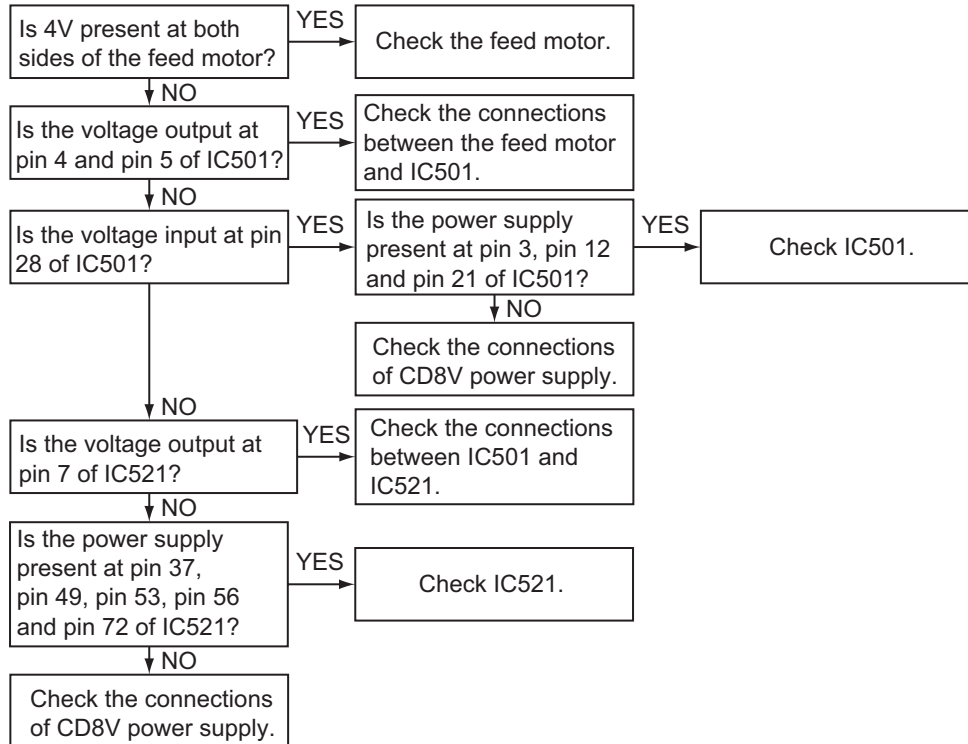 Is 4V present at both
sides of the feed motor?
YES
Check the feed motor.
NO
Is the voltage output at
pin 4 and pin 5 of IC501?
YES
Check the connections
between the feed motor
and IC501.
NO
Is the voltage input at pin
28 of IC501?
YES
Is the power supply
present at pin 3, pin 12
and pin 21 of IC501?
YES
Check IC501.
NO
Check the connections
of CD8V power supply.
NO
Is the voltage output at
pin 7 of IC521?
YES
Check the connections
between IC501 and
IC521.
NO
Is the power supply
present at pin 37,
pin 49, pin 53, pin 56
and pin 72 of IC521?
YES
Check IC521.
NO
Check the connections
of CD8V power supply.